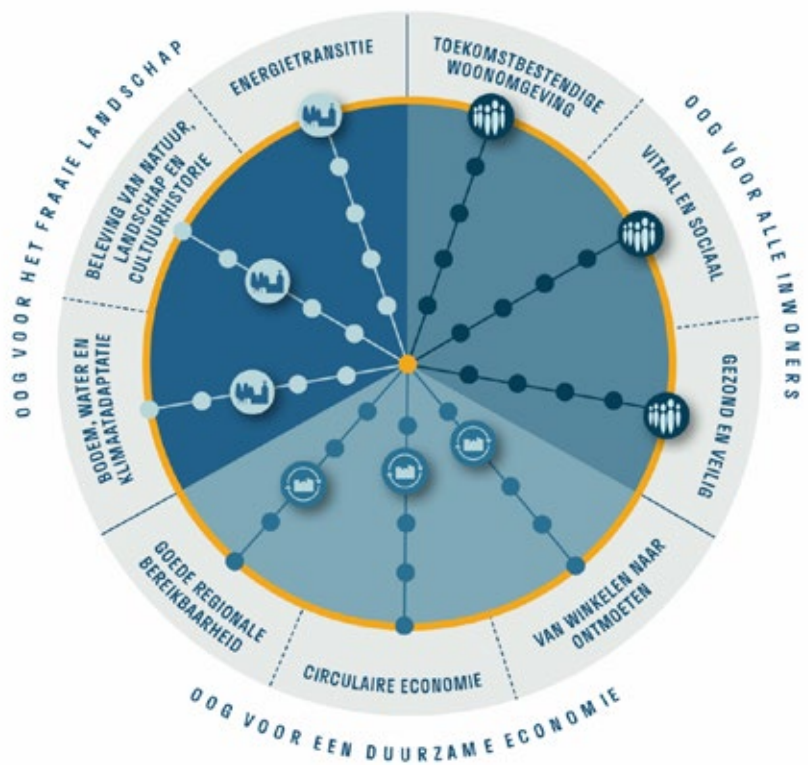 OOG VOOR HET FRAAIE LANDSCHAP
ENERGIETRANSITIE
BELEVING VAN NATUUR,
LANDSCHAP EN
CULTUURHISTORIE
BODEM, WATER EN
KLIMAATADAPTATIE
OOG VOOR ALLE INWONERS
TOEKOMSTBESTENDIGE
WOONOMGEVING
VITAAL EN SOCIAAL
GEZOND EN VEILIG
OOG VOOR EEN DUURZAME ECONOMIE
GOEDE REGIONALE
BEREIKBAARHEID
CIRCULAIRE ECONOMIE
VAN WINKELEN NAAR
ONTMOETEN